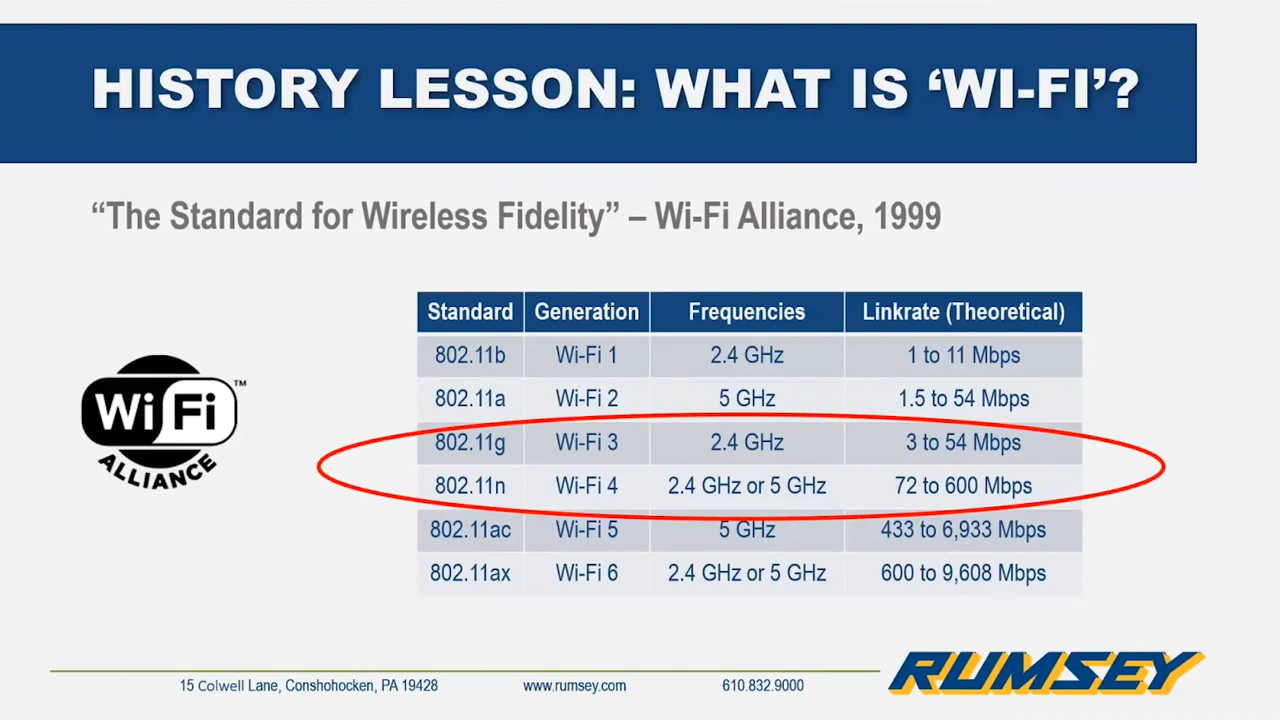 HISTORY LESSON: WHAT IS ‘WI-FI’?
“The Standard for Wireless Fidelity” – Wi-Fi Alliance, 1999
Standard Generation Frequencies Linkrate (Theoretical)
802.11b Wi-Fi 1 2.4 GHz 1 to 11 Mbps
802.11a Wi-Fi 2 5 GHz 1.5 to 54 Mbps
802.11g Wi-Fi 3 2.4 GHz 3 to 54 Mbps
802.11n Wi-Fi 4 2.4 GHz or 5 GHz 72 to 600 Mbps
802.11ac Wi-Fi 5 5 GHz 433 to 6,933 Mbps
802.11ax Wi-Fi 6 2.4 GHz or 5 GHz 600 to 9,608 Mbps
Wi Fi ™
ALLIANCE
15 Colwell Lane, Conshohocken, PA 19428 www.rumsey.com 610.832.9000
RUMSEY